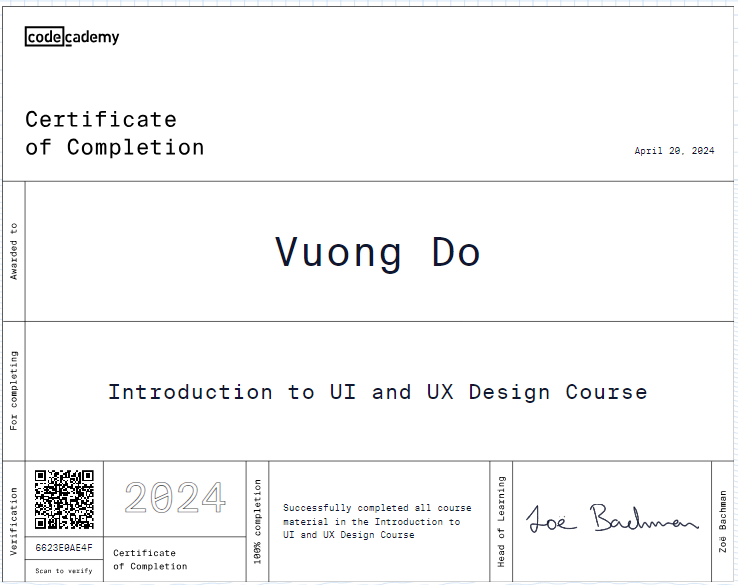 codecademy
Certificate
of Completion
April 20, 2024
Awarded to
Vuong Do
For completing
Introduction to UI and UX Design Course
Verification
6623E0AE4F
Scan to verify
2024
Certificate
of Completion
100% completion
Successfully completed all course
material in the Introduction to
UI and UX Design Course
Head of Learning
Zoë Bachman
Zoë Bachman